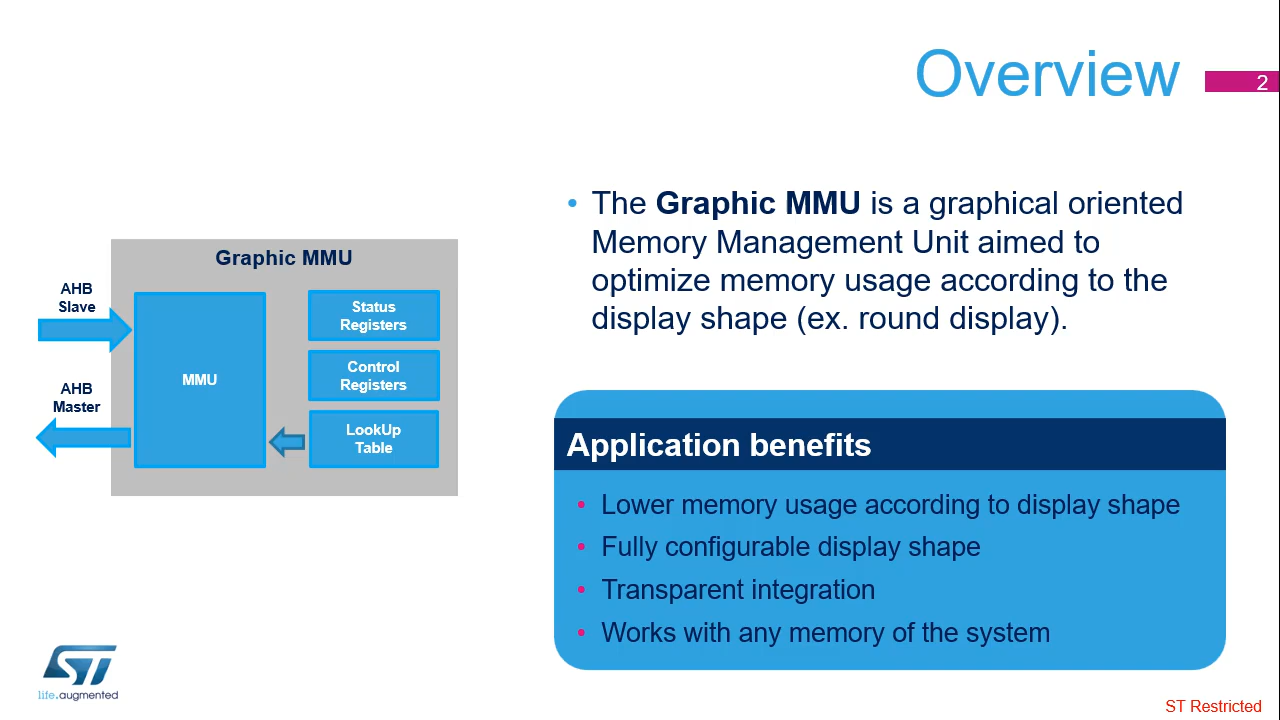 Overview
2
• The Graphic MMU is a graphical oriented
Memory Management Unit aimed to
optimize memory usage according to the
display shape (ex. round display).
Graphic MMU
AHB
Slave
AHB
Master
MMU
Status
Registers
Control
Registers
LookUp
Table
Application benefits
• Lower memory usage according to display shape
• Fully configurable display shape
• Transparent integration
• Works with any memory of the system
ST
life.augmented
ST Restricted